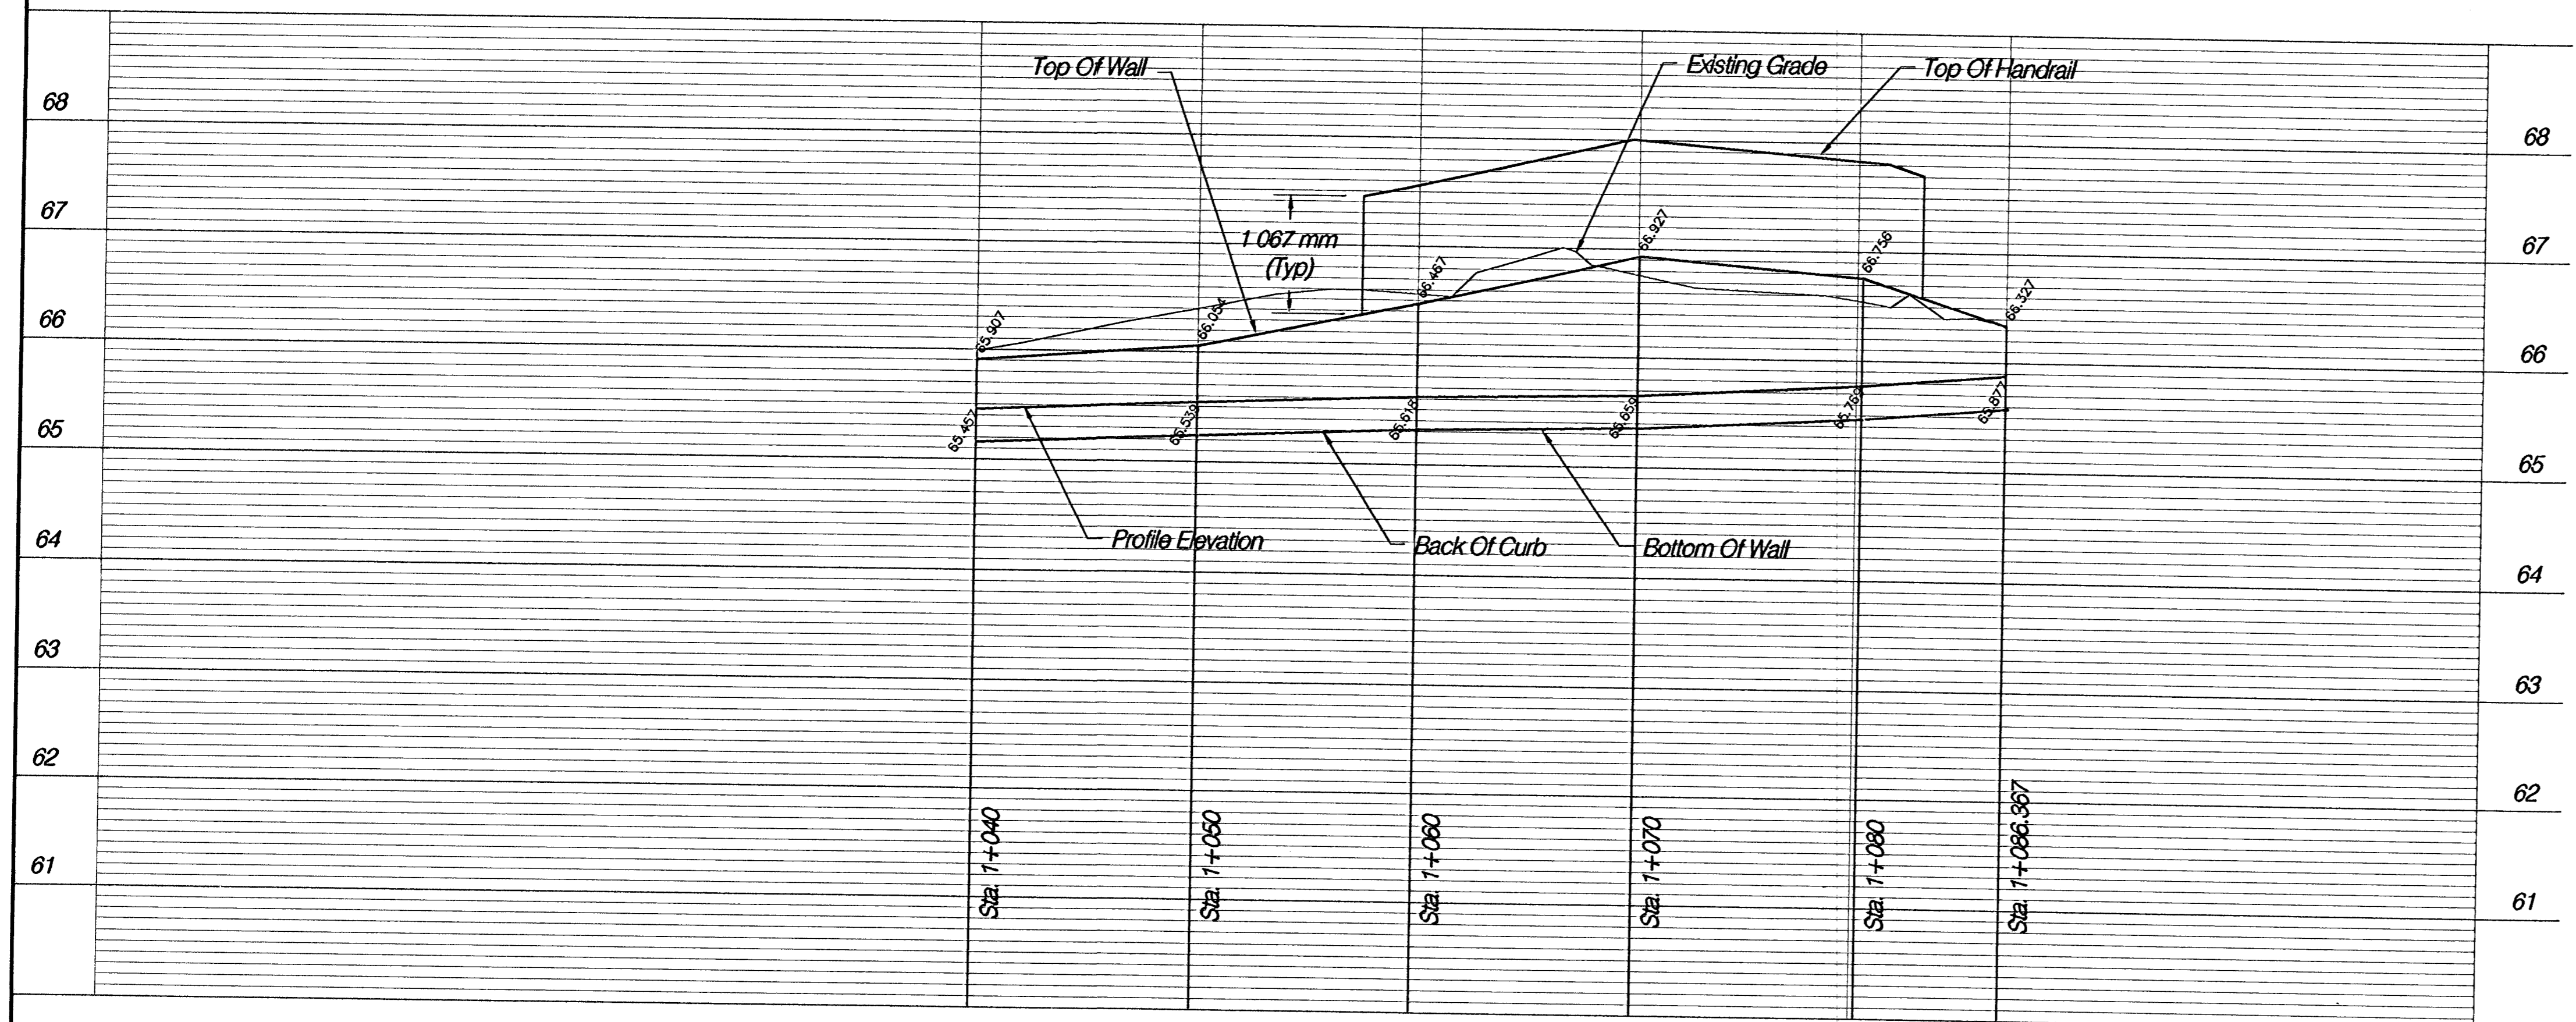 Top Of Wall
Existing Grade
Top Of Handrail
68
68
67
67
1 067 mm
(Typ)
66.927
66.756
66.467
66.327
66.054
65.907
66
66
65.457
65.539
65.618
65.659
65.769
65.877
65
65
Profile Elevation
Back Of Curb
Bottom Of Wall
64
64
63
63
62
62
Sta. 1+040
Sta. 1+050
Sta. 1+060
Sta. 1+070
Sta. 1+080
Sta. 1+086.367
61
61